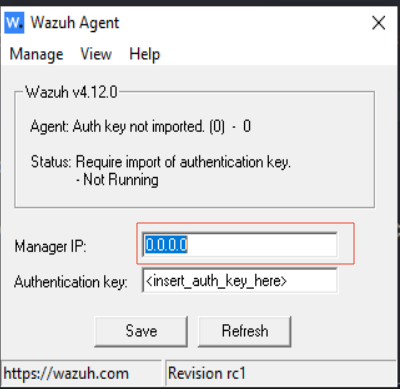 W. Wazuh Agent
Manage View Help
Wazuh v4.12.0
Agent: Auth key not imported. (0) - 0
Status: Require import of authentication key.
- Not Running
Manager IP: 0.0.0.0
Authentication key: <insert_auth_key_here>
Save Refresh
https://wazuh.com Revision rc1